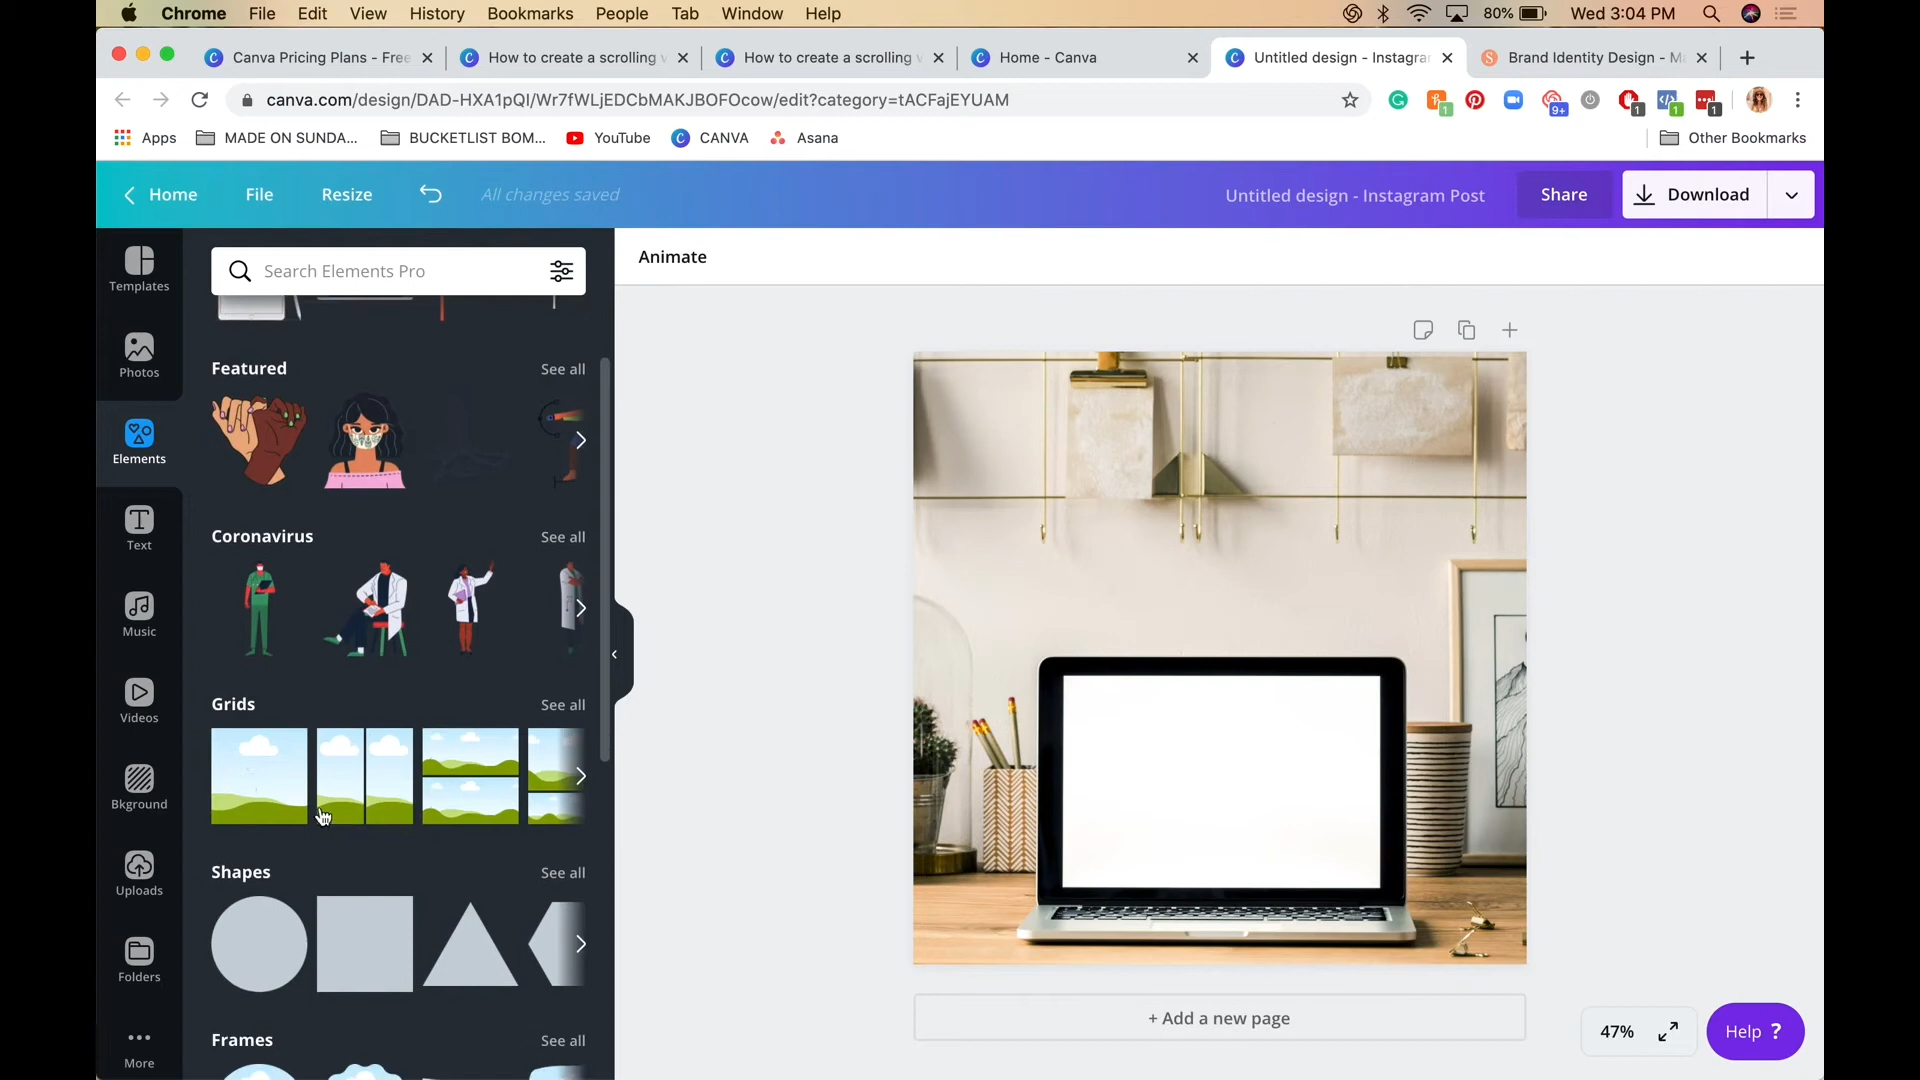 Chrome File Edit View History Bookmarks People Tab Window Help 80% Wed 3:04 PM
Canva Pricing Plans - Free
How to create a scrolling v
How to create a scrolling v
Home - Canva
Untitled design - Instagra
Brand Identity Design - M
canva.com/design/DAD-HXA1pQI/Wr7fWLjEDCbMAKJBOFOcow/edit?category=tACFajEYUAM
1
9+
1
1
1
Apps
MADE ON SUNDA...
BUCKETLIST BOM...
YouTube
CANVA
Asana
Other Bookmarks
Home
File
Resize
All changes saved
Untitled design - Instagram Post
Share
Download
Templates
Photos
Elements
Text
Music
Videos
Bkground
Uploads
Folders
More
Search Elements Pro
Featured See all
Coronavirus See all
Grids See all
Shapes See all
Frames See all
Animate
+ Add a new page
47%
Help ?